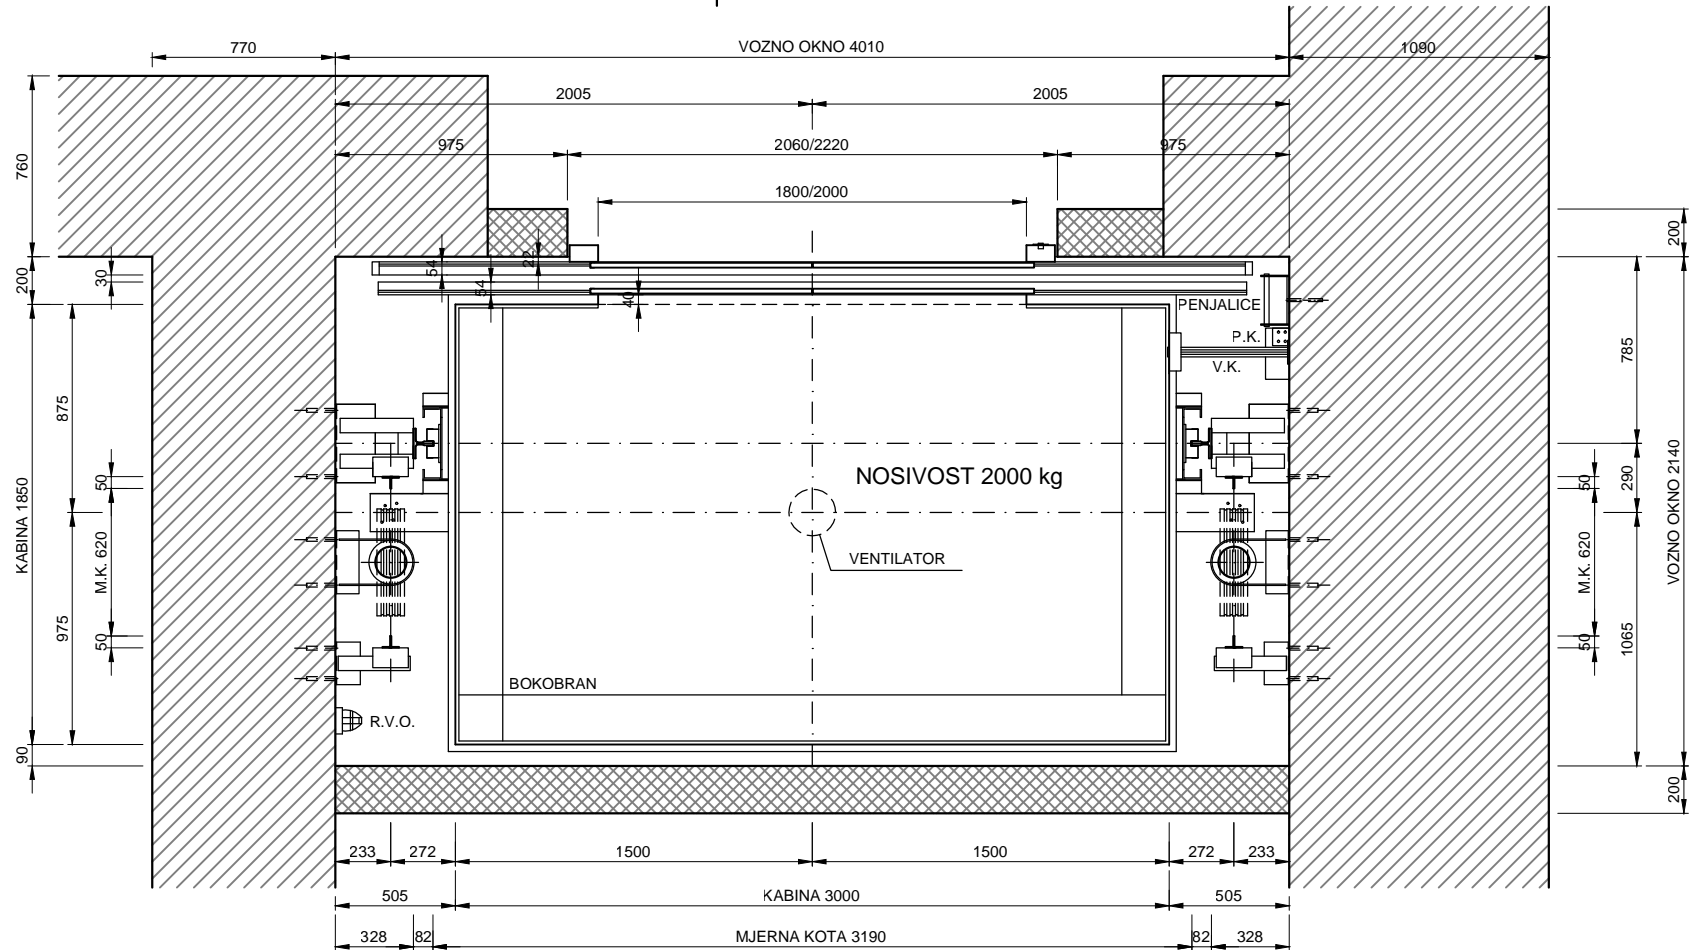 770
VOZNO OKNO 4010
1090
2005
2005
975
2060/2220
975
1800/2000
760
200
30
54
54
22
40
200
PENJALICE
P.K.
V.K.
785
875
KABINA 1850
50
M.K. 620
975
50
90
NOSIVOST 2000 kg
VENTILATOR
BOKOBRAN
R.V.O.
50
290
M.K. 620
VOZNO OKNO 2140
1065
50
200
233
272
1500
1500
272
233
505
KABINA 3000
505
328
82
MJERNA KOTA 3190
82
328